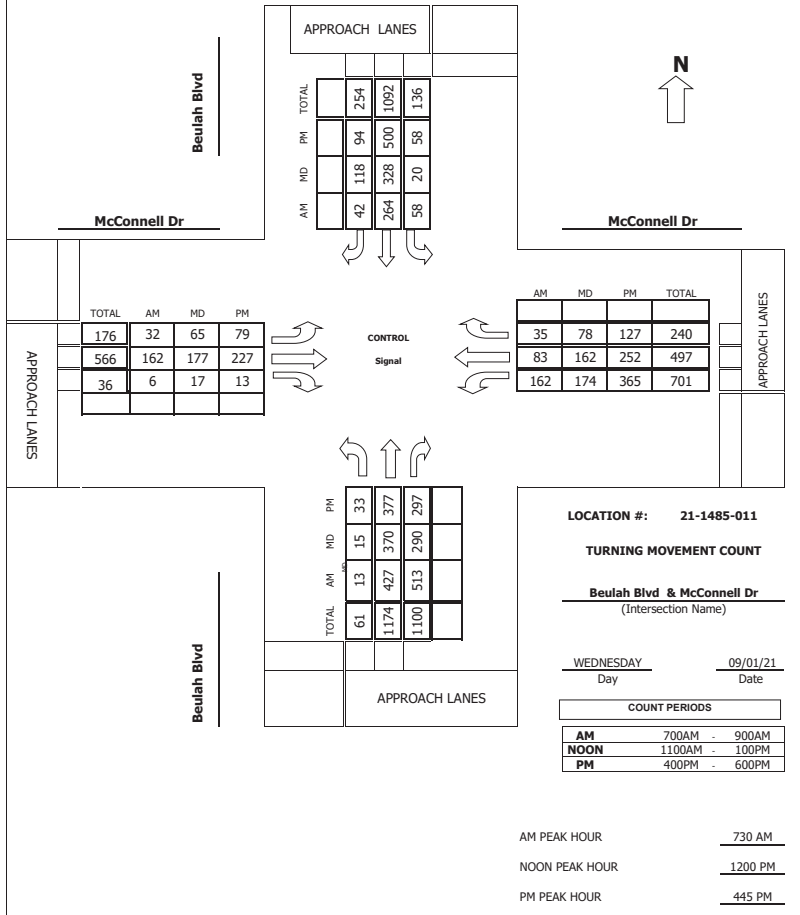 APPROACH LANES
Beulah Blvd
N
TOTAL 254 1092 136
PM 94 500 58
MD 118 328 20
AM 42 264 58
McConnell Dr
McConnell Dr
TOTAL AM MD PM
176 32 65 79
566 162 177 227
36 6 17 13
APPROACH LANES
CONTROL
Signal
AM MD PM TOTAL
35 78 127 240
83 162 252 497
162 174 365 701
APPROACH LANES
PM 33 377 297
MD 15 370 290
MD
AM 13 427 513
TOTAL 61 1174 1100
APPROACH LANES
Beulah Blvd
LOCATION #: 21-1485-011
TURNING MOVEMENT COUNT
Beulah Blvd & McConnell Dr
(Intersection Name)
WEDNESDAY 09/01/21
Day Date
COUNT PERIODS
AM 700AM - 900AM
NOON 1100AM - 100PM
PM 400PM - 600PM
AM PEAK HOUR 730 AM
NOON PEAK HOUR 1200 PM
PM PEAK HOUR 445 PM